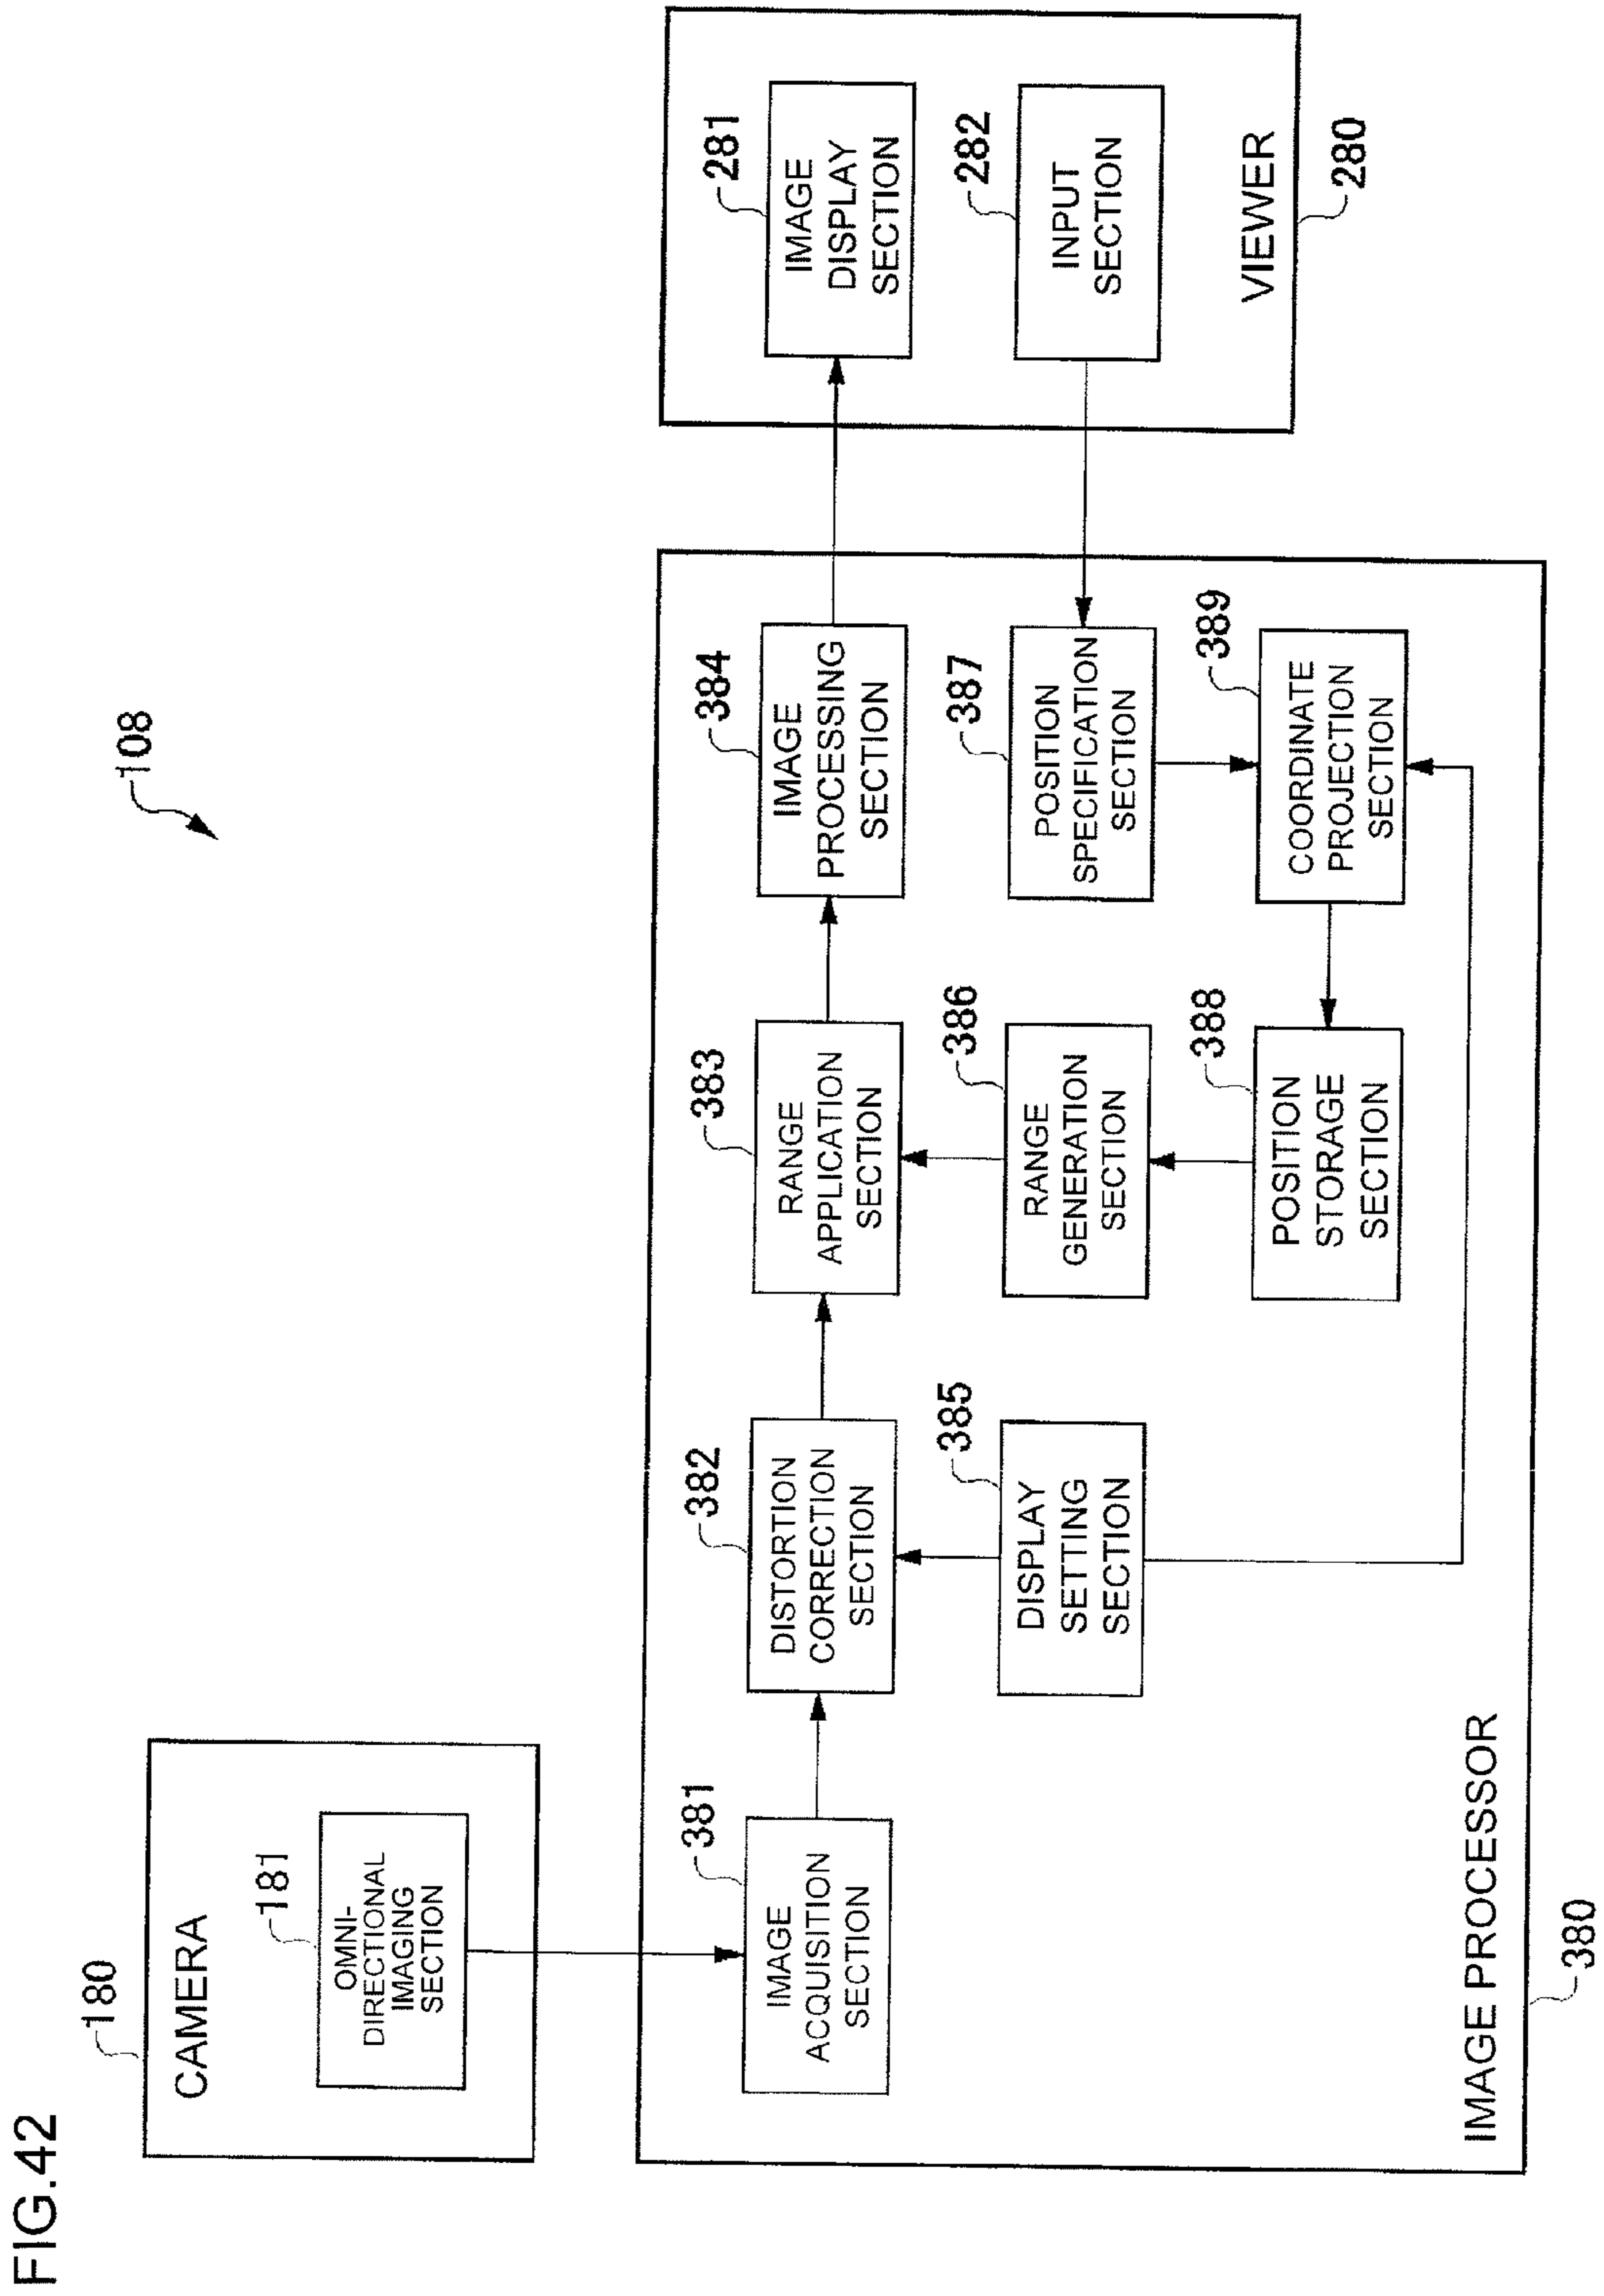 FIG.42
108
180
CAMERA
181
OMNI-
DIRECTIONAL
IMAGING
SECTION
381
IMAGE
ACQUISITION
SECTION
382
DISTORTION
CORRECTION
SECTION
383
RANGE
APPLICATION
SECTION
384
IMAGE
PROCESSING
SECTION
281
IMAGE
DISPLAY
SECTION
385
DISPLAY
SETTING
SECTION
386
RANGE
GENERATION
SECTION
387
POSITION
SPECIFICATION
SECTION
282
INPUT
SECTION
388
POSITION
STORAGE
SECTION
389
COORDINATE
PROJECTION
SECTION
VIEWER
280
IMAGE PROCESSOR
380